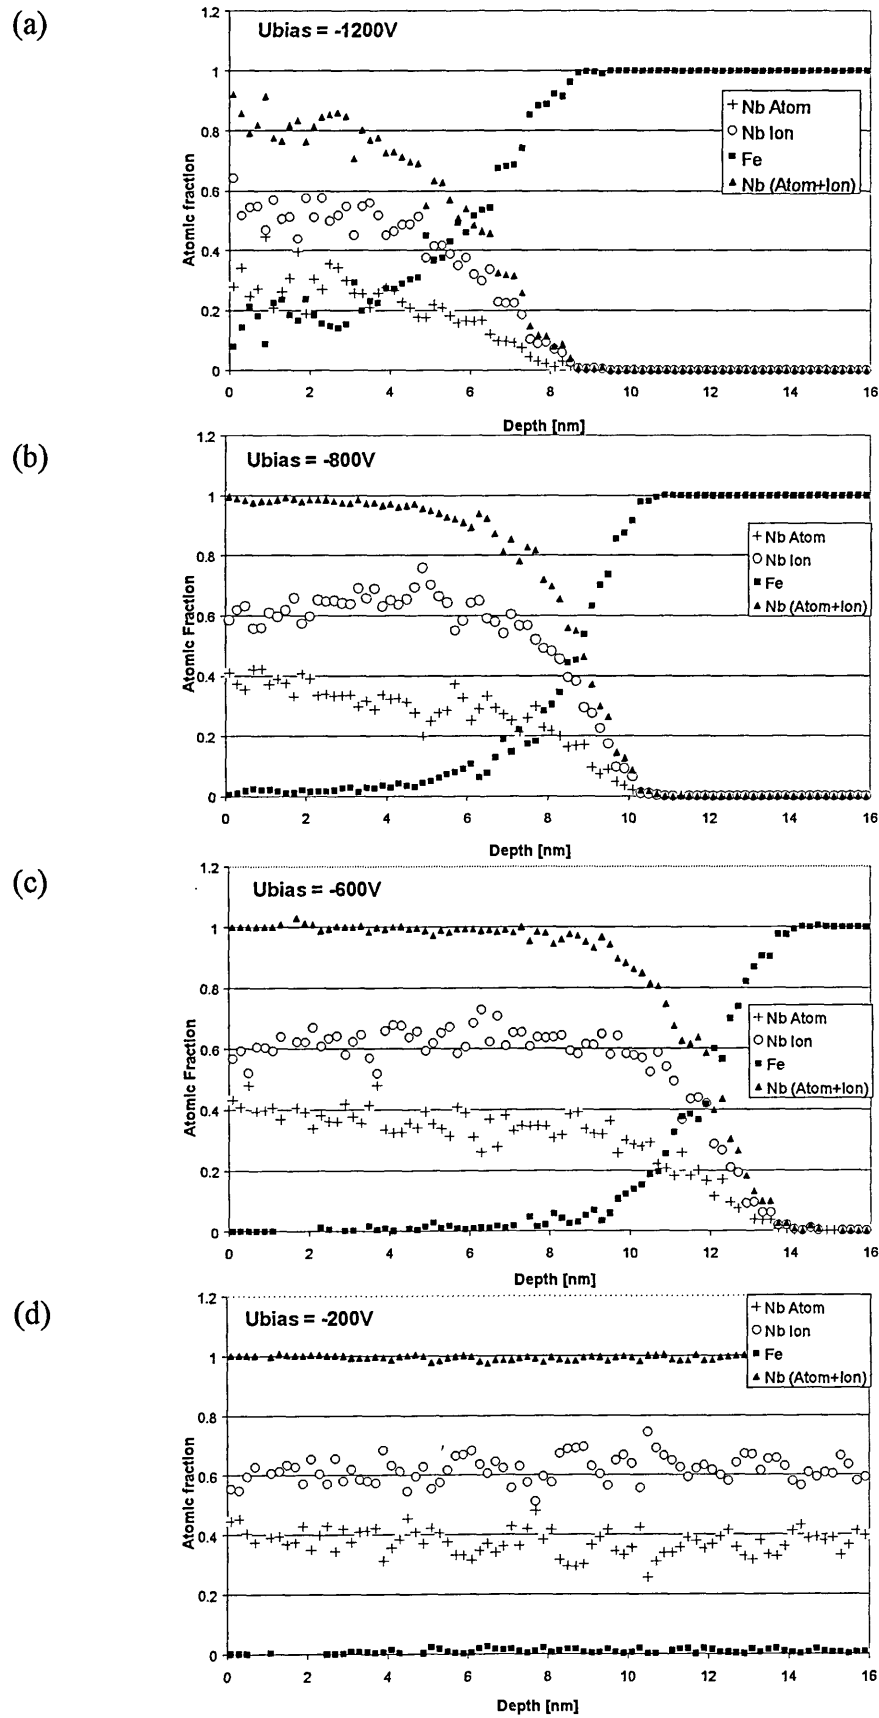 (a)
Ubias = -1200V
1.2
1
0.8
0.6
0.4
0.2
0
Atomic fraction
+ Nb Atom
○ Nb Ion
■ Fe
▲ Nb (Atom+Ion)
0 2 4 6 8 10 12 14 16
Depth [nm]
(b)
Ubias = -800V
1.2
1
0.8
0.6
0.4
0.2
0
Atomic Fraction
+ Nb Atom
○ Nb Ion
■ Fe
▲ Nb (Atom+Ion)
0 2 4 6 8 10 12 14 16
Depth [nm]
(c)
Ubias = -600V
1.2
1
0.8
0.6
0.4
0.2
0
Atomic Fraction
+ Nb Atom
○ Nb Ion
■ Fe
▲ Nb (Atom+Ion)
0 2 4 6 8 10 12 14 16
Depth [nm]
(d)
Ubias = -200V
1.2
1
0.8
0.6
0.4
0.2
0
Atomic fraction
+ Nb Atom
○ Nb Ion
■ Fe
▲ Nb (Atom+Ion)
0 2 4 6 8 10 12 14 16
Depth [nm]